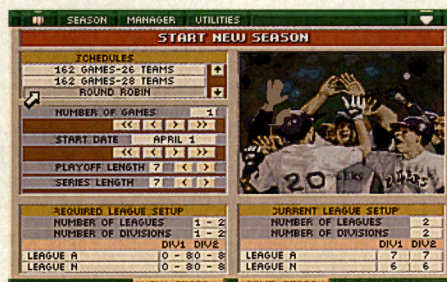 SEASON MANAGER UTILITIES
START NEW SEASON
SCHEDULES
162 GAMES-26 TEAMS
162 GAMES-28 TEAMS
ROUND ROBIN
NUMBER OF GAMES 1
<< < > >>
START DATE APRIL 1
<< < > >>
PLAYOFF LENGTH 7 < >
SERIES LENGTH 7 < >
20
REQUIRED LEAGUE SETUP
NUMBER OF LEAGUES 1 - 2
NUMBER OF DIVISIONS 1 - 2
DIV1 DIV2
LEAGUE A 0 - 8 0 - 8
LEAGUE N 0 - 8 0 - 8
CURRENT LEAGUE SETUP
NUMBER OF LEAGUES 2
NUMBER OF DIVISIONS 2
DIV1 DIV2
LEAGUE A 7 7
LEAGUE N 6 6